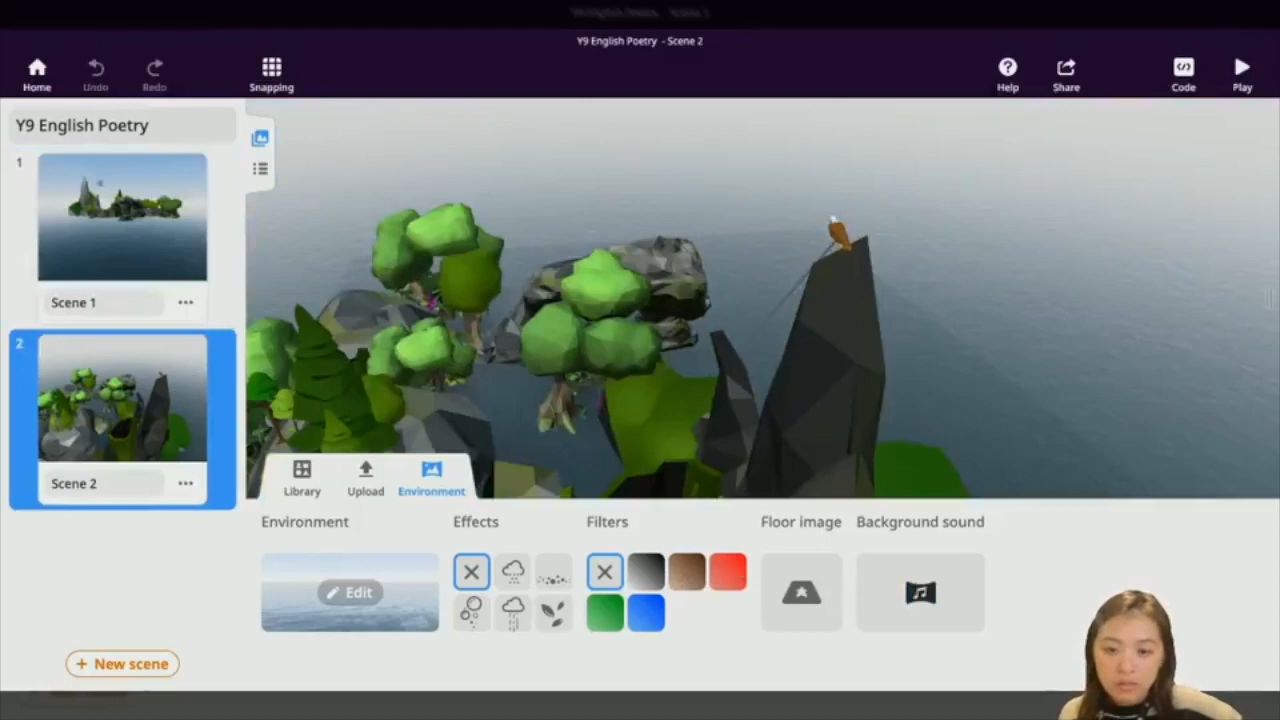 Y9 English Poetry - Scene 2
Home
Undo
Redo
Snapping
Help
Share
Code
Play
Y9 English Poetry
1
Scene 1
2
Scene 2
+ New scene
Library
Upload
Environment
Environment
Effects
Filters
Floor image
Background sound
Edit